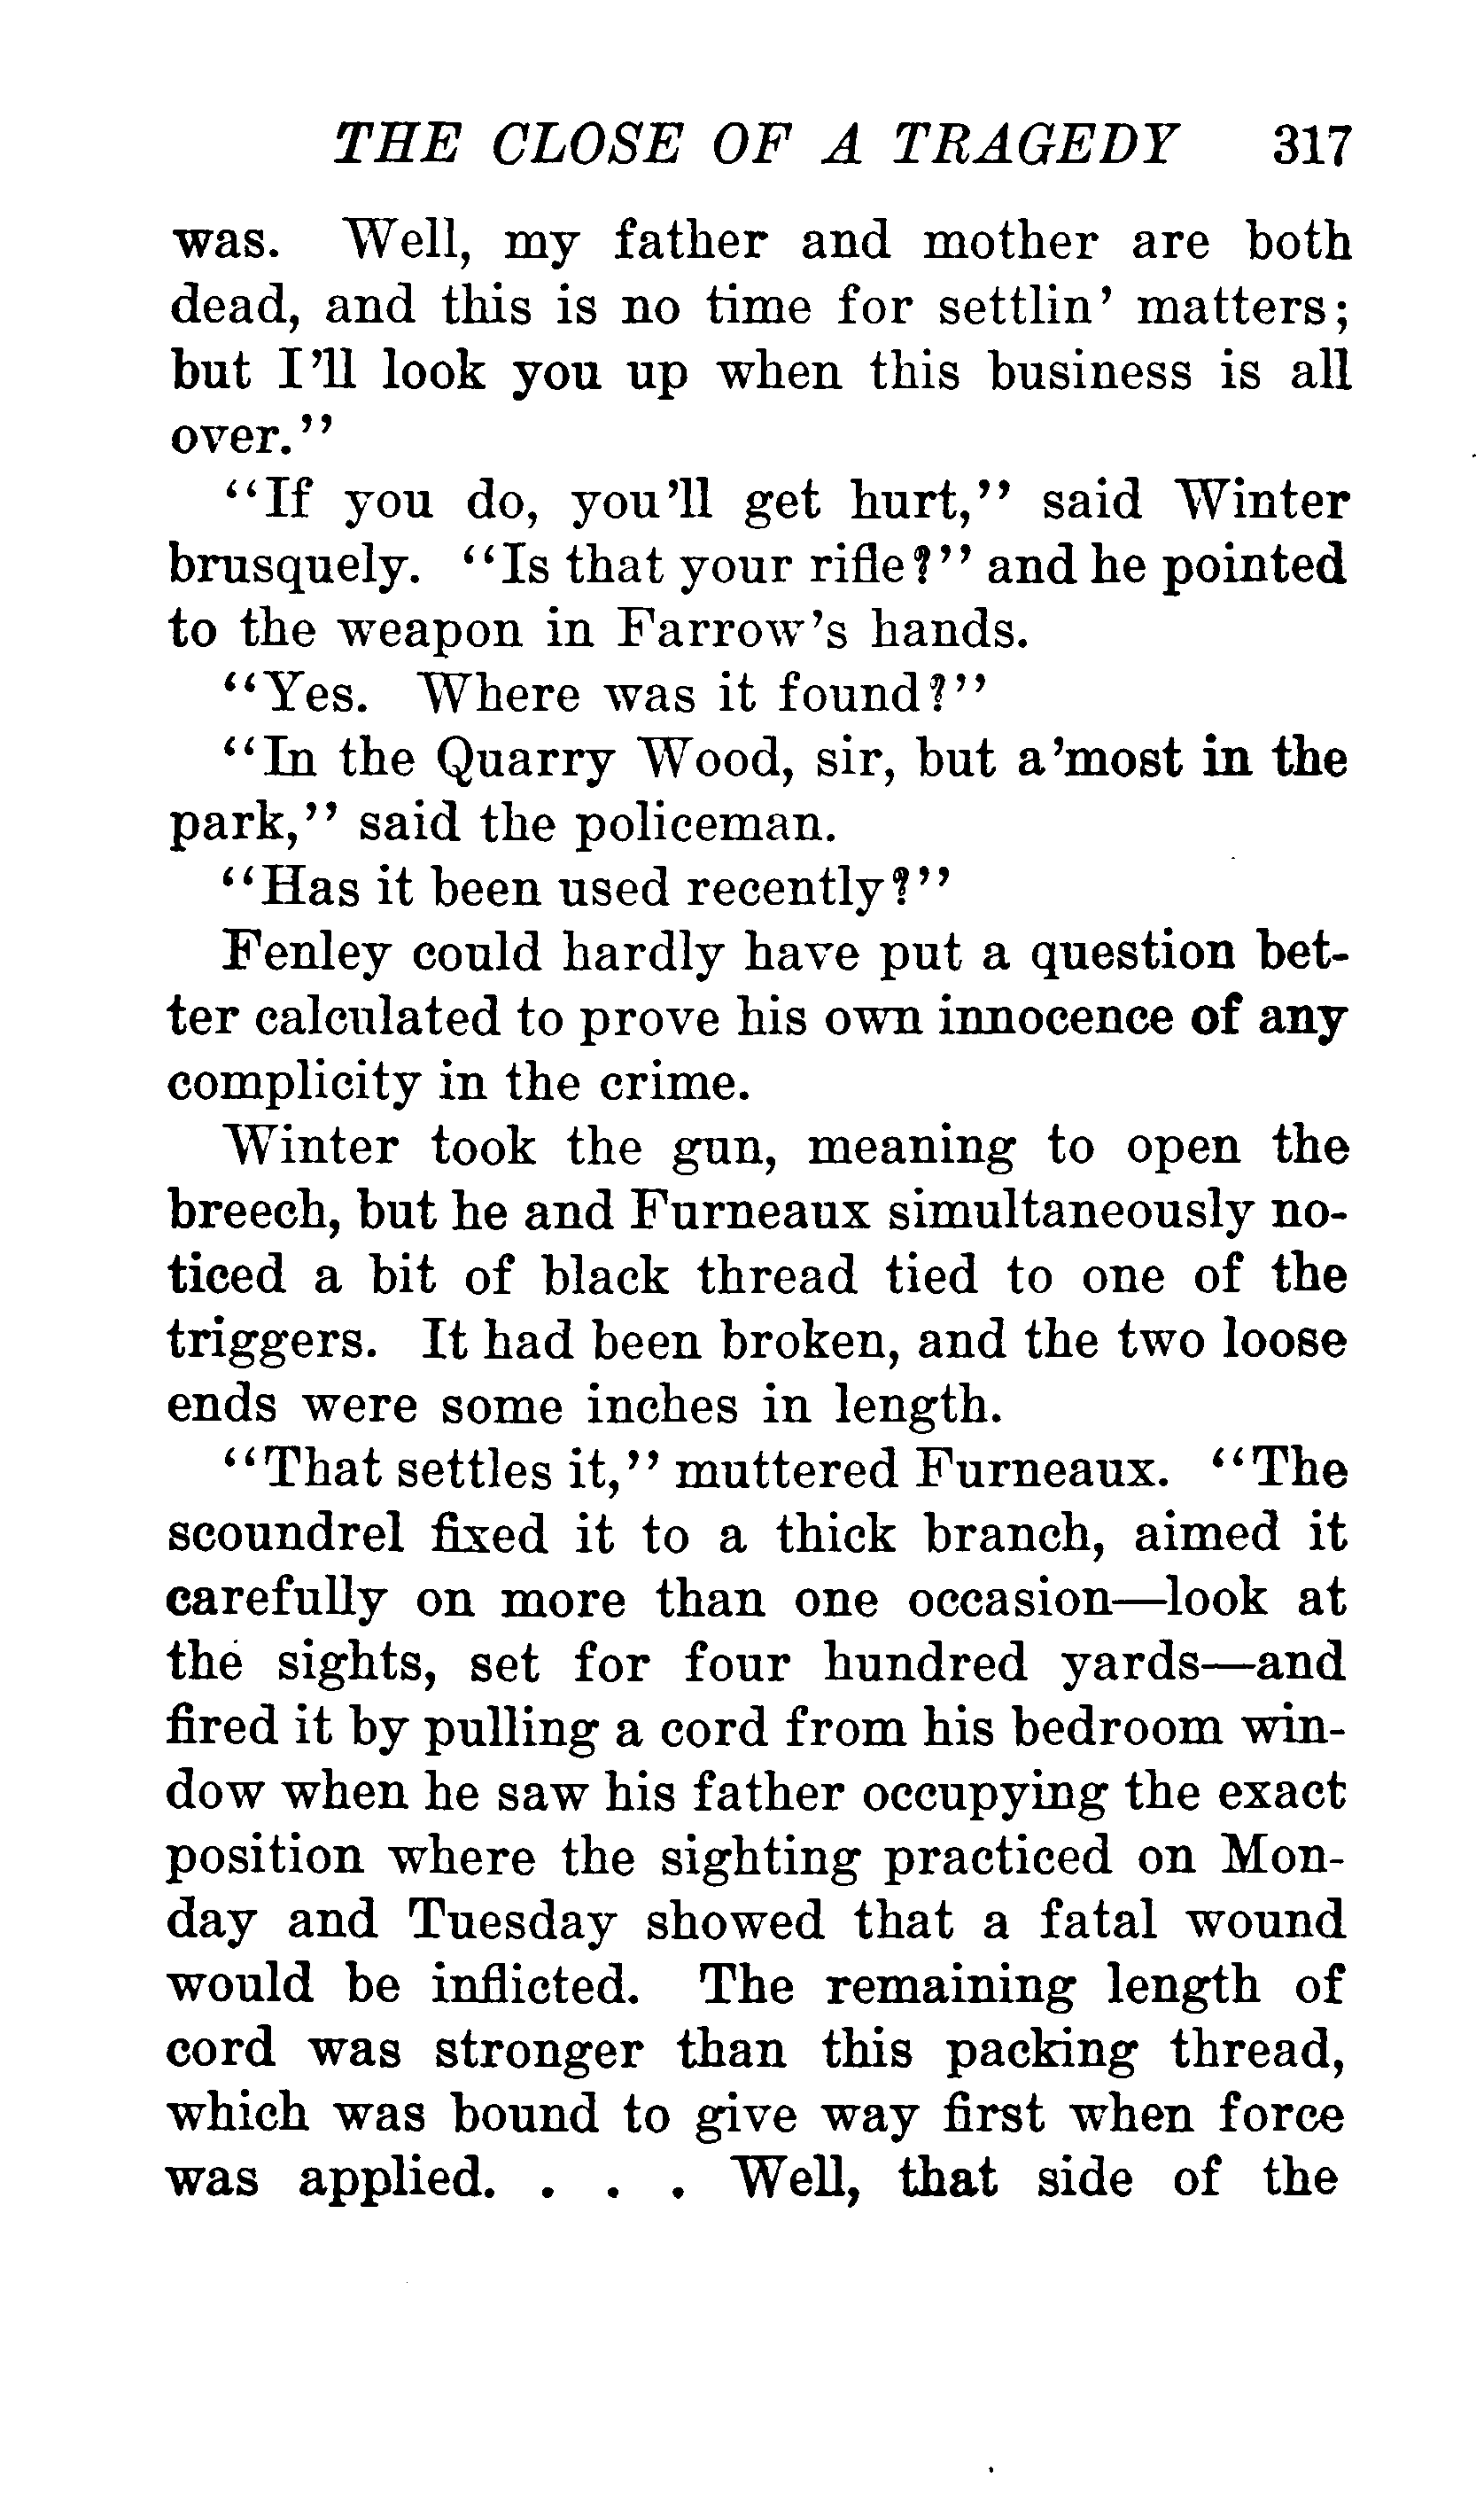 THE CLOSE OF A TRAGEDY 317
was. Well, my father and mother are both
dead, and this is no time for settlin' matters;
but I'll look you up when this business is all
over."
"If you do, you'll get hurt," said Winter
brusquely. "Is that your rifle?" and he pointed
to the weapon in Farrow's hands.
"Yes. Where was it found?"
"In the Quarry Wood, sir, but a'most in the
park," said the policeman.
"Has it been used recently?"
Fenley could hardly have put a question bet-
ter calculated to prove his own innocence of any
complicity in the crime.
Winter took the gun, meaning to open the
breech, but he and Furneaux simultaneously no-
ticed a bit of black thread tied to one of the
triggers. It had been broken, and the two loose
ends were some inches in length.
"That settles it," muttered Furneaux. "The
scoundrel fixed it to a thick branch, aimed it
carefully on more than one occasion—look at
the sights, set for four hundred yards—and
fired it by pulling a cord from his bedroom win-
dow when he saw his father occupying the exact
position where the sighting practiced on Mon-
day and Tuesday showed that a fatal wound
would be inflicted. The remaining length of
cord was stronger than this packing thread,
which was bound to give way first when force
was applied. . . . Well, that side of the